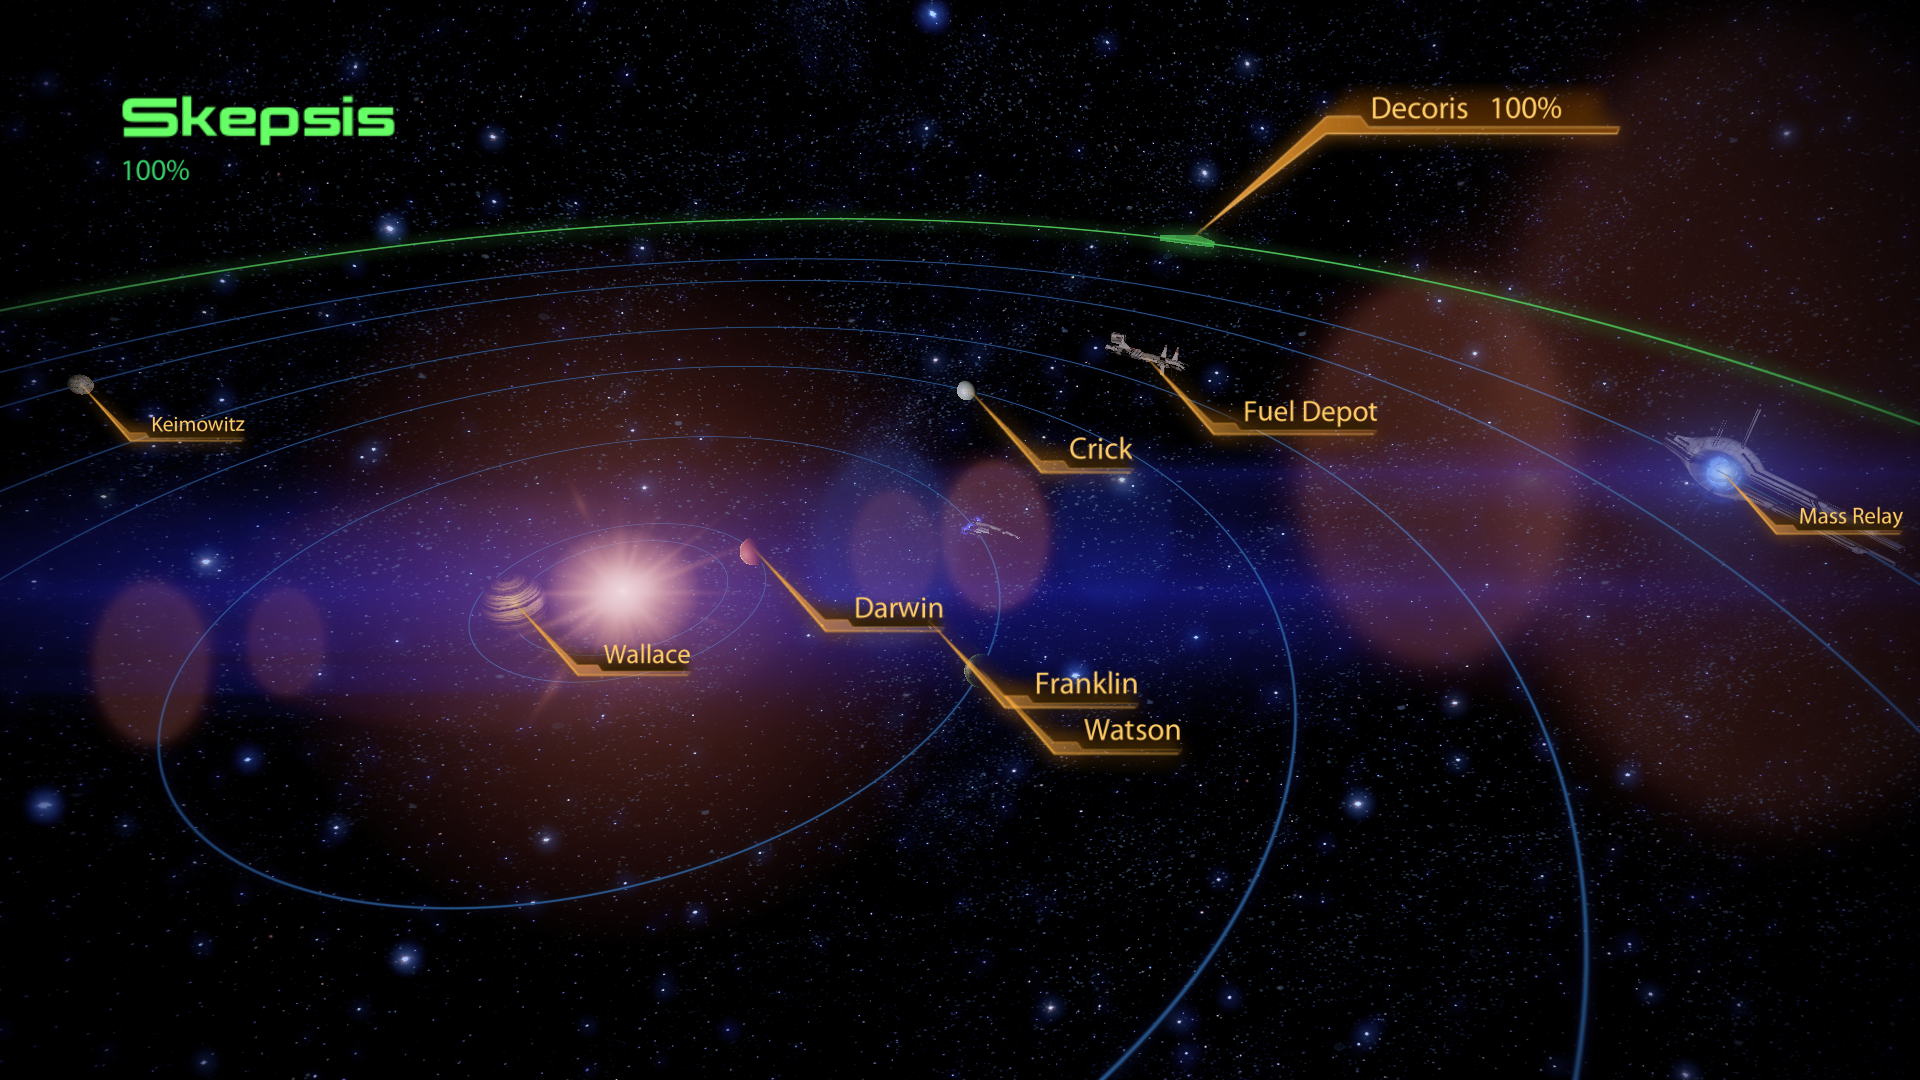 Skepsis
100%
Decoris 100%
Keimowitz
Fuel Depot
Crick
Mass Relay
Darwin
Wallace
Franklin
Watson